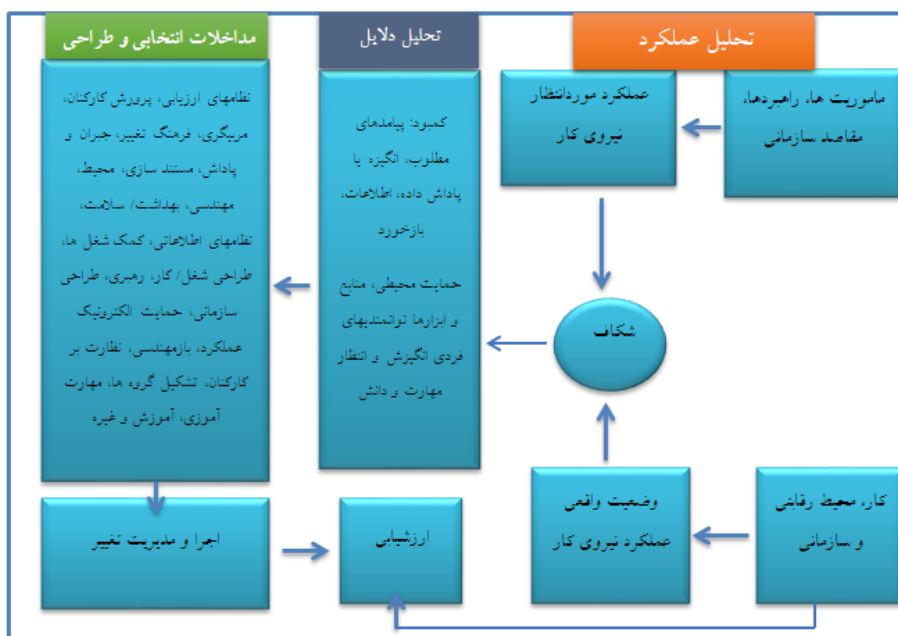 تحلیل عملکرد
تحلیل دلایل
مداخلات انتخابی و طراحی
ماموریت ها، راهبردها،
مقاصد سازمانی
عملکرد موردانتظار
نیروی کار
شکاف
وضعیت واقعی
عملکرد نیروی کار
کار، محیط رقابتی
و سازمانی
کمبود: پیامدهای
مطلوب، انگیزه یا
پاداش داده، اطلاعات،
بازخورد
حمایت محیطی، منابع
و ابزارها توانمندیهای
فردی انگیزش و انتظار
مهارت و دانش
نظامهای ارزیابی، پرورش کارکنان،
مربیگری، فرهنگ تغییر، جبران و
پاداش، مستند سازی، محیط،
مهندسی، بهداشت/ سلامت،
نظامهای اطلاعاتی، کمک شغل ها،
طراحی شغل/ کار، رهبری، طراحی
سازمانی، حمایت الکترونیک
عملکرد، بازمهندسی، نظارت بر
کارکنان، تشکیل گروه ها، مهارت
آموزی، آموزش و غیره
اجرا و مدیریت تغییر
ارزشیابی